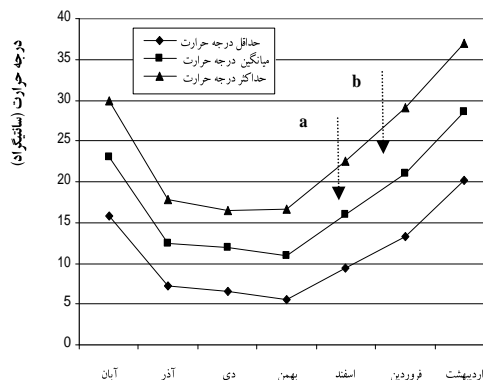 درجه حرارت (سانتیگراد)
40
35
30
25
20
15
10
5
0
حداقل درجه حرارت
میانگین درجه حرارت
حداکثر درجه حرارت
a
b
آبان
آذر
دی
بهمن
اسفند
فروردین
اردیبهشت